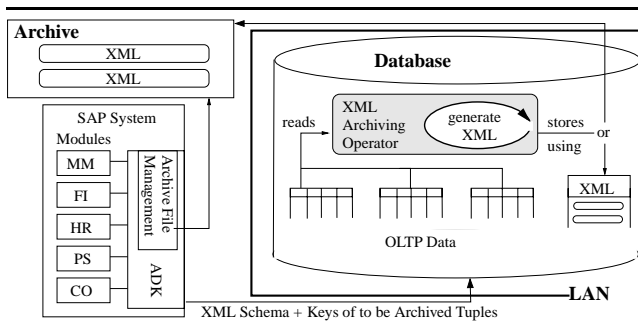 Archive
XML
XML
SAP System
Modules
MM
FI
HR
PS
CO
Archive File
Management
ADK
Database
reads
XML
Archiving
Operator
generate
XML
stores
or
using
XML
OLTP Data
LAN
XML Schema + Keys of to be Archived Tuples